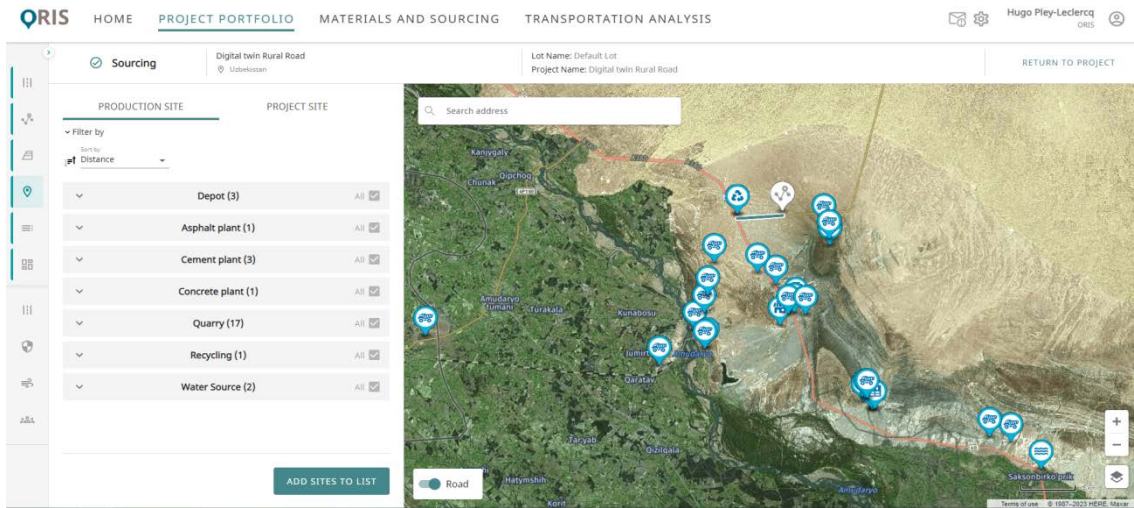 ORIS HOME PROJECT PORTFOLIO MATERIALS AND SOURCING TRANSPORTATION ANALYSIS
Hugo Pley-Leclercq
ORIS
Sourcing
Digital twin Rural Road
Uzbekistan
Lot Name: Default Lot
Project Name: Digital twin Rural Road
RETURN TO PROJECT
PRODUCTION SITE PROJECT SITE
Filter by
Sort by
Distance
Depot (3) All
Asphalt plant (1) All
Cement plant (3) All
Concrete plant (1) All
Quarry (17) All
Recycling (1) All
Water Source (2) All
ADD SITES TO LIST
Search address
Kanjygaly
Qipchoq
Chunak
Amudaryo
tumani
Turakala
Kunabosu
Qaratav
Tar'yab
Qizilqala
Hatymshih
Korit
Amudaryo
Saksonbirko'prik
Road
+
−
Terms of use © 1987–2023 HERE, Maxar